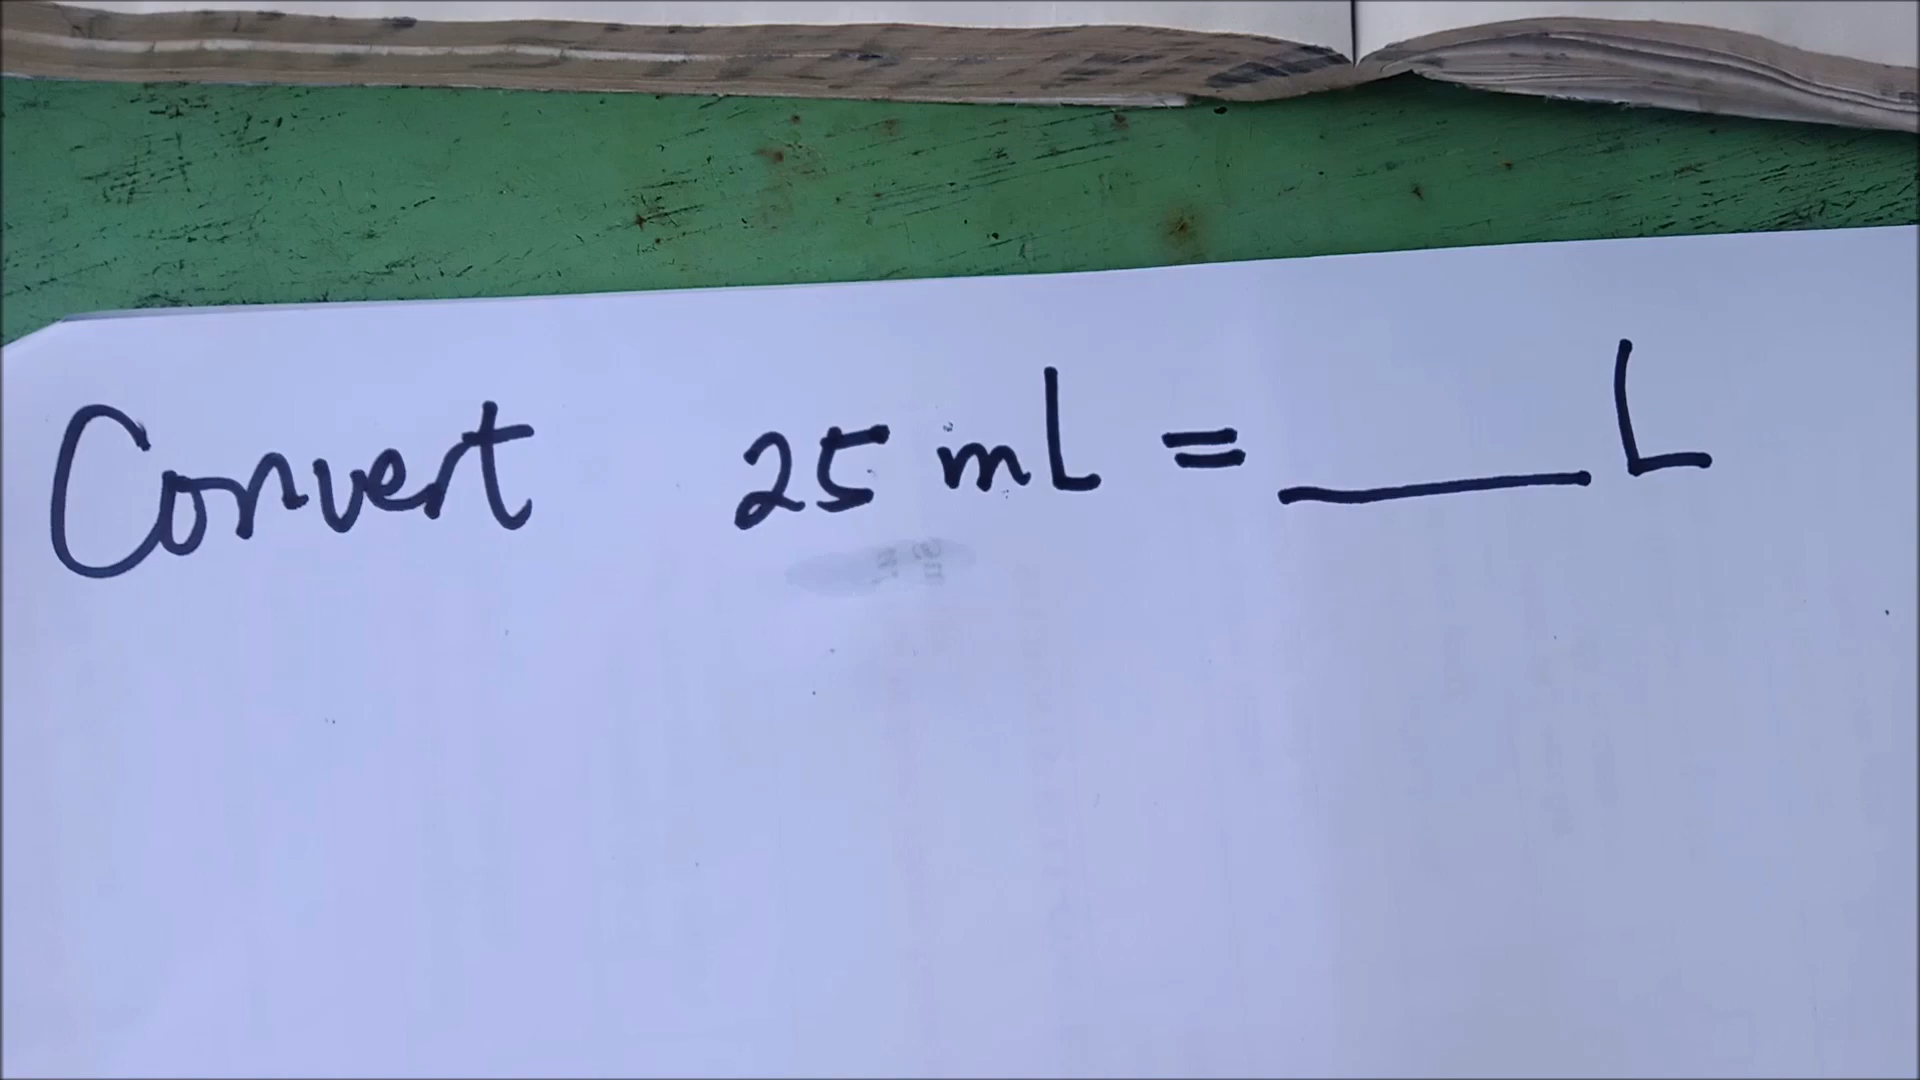 Convert 25 mL = ____ L